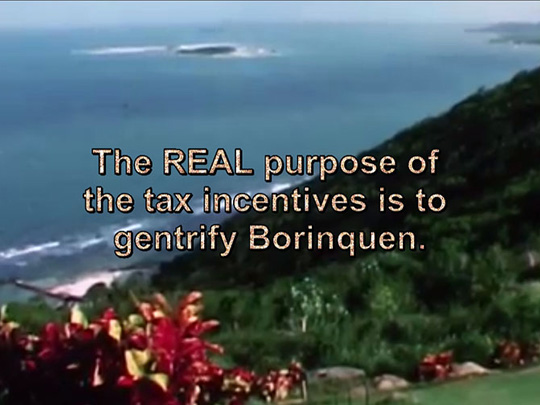 The REAL purpose of
the tax incentives is to
gentrify Borinquen.